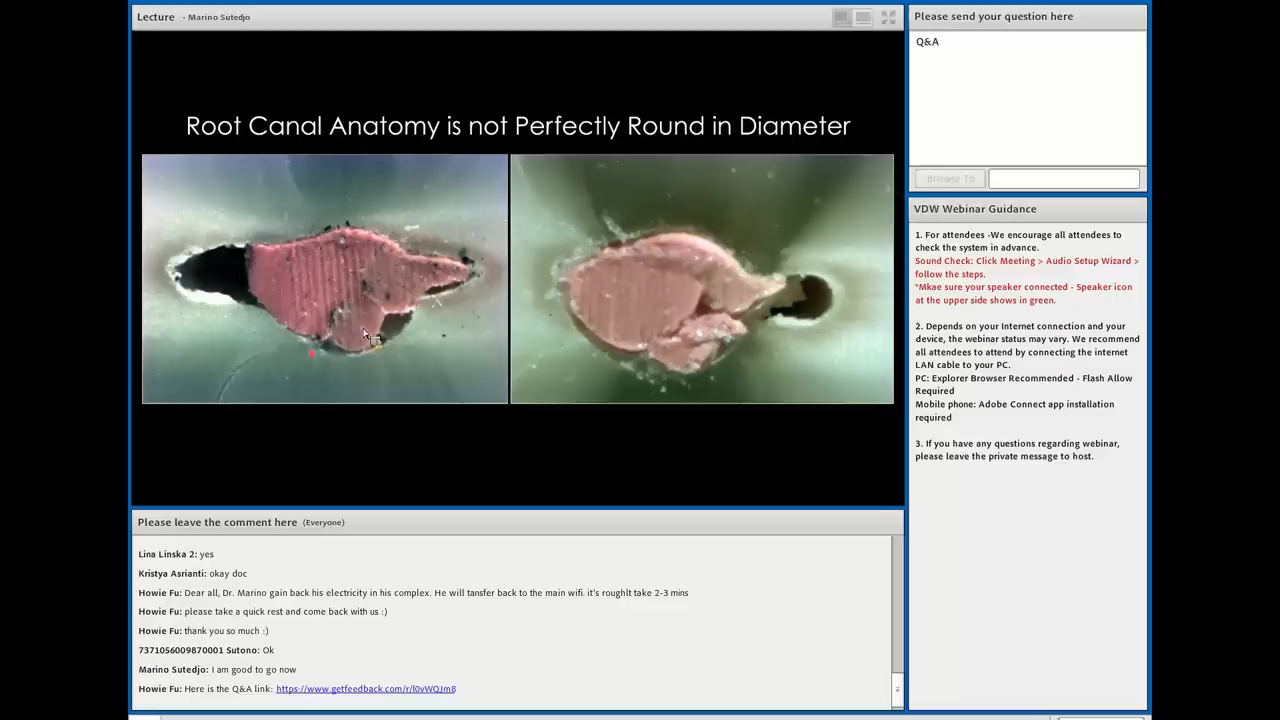 Lecture - Marino Sutedjo
Root Canal Anatomy is not Perfectly Round in Diameter
Please send your question here
Q&A
Browse To
VDW Webinar Guidance
1. For attendees -We encourage all attendees to
check the system in advance.
Sound Check: Click Meeting > Audio Setup Wizard >
follow the steps.
*Mkae sure your speaker connected - Speaker icon
at the upper side shows in green.
2. Depends on your Internet connection and your
device, the webinar status may vary. We recommend
all attendees to attend by connecting the internet
LAN cable to your PC.
PC: Explorer Browser Recommended - Flash Allow
Required
Mobile phone: Adobe Connect app installation
required
3. If you have any questions regarding webinar,
please leave the private message to host.
Please leave the comment here (Everyone)
Lina Linska 2: yes
Kristya Asrianti: okay doc
Howie Fu: Dear all, Dr. Marino gain back his electricity in his complex. He will tansfer back to the main wifi. it's roughlt take 2-3 mins
Howie Fu: please take a quick rest and come back with us :)
Howie Fu: thank you so much :)
7371056009870001 Sutono: Ok
Marino Sutedjo: I am good to go now
Howie Fu: Here is the Q&A link: https://www.getfeedback.com/r/l0vWQJm8